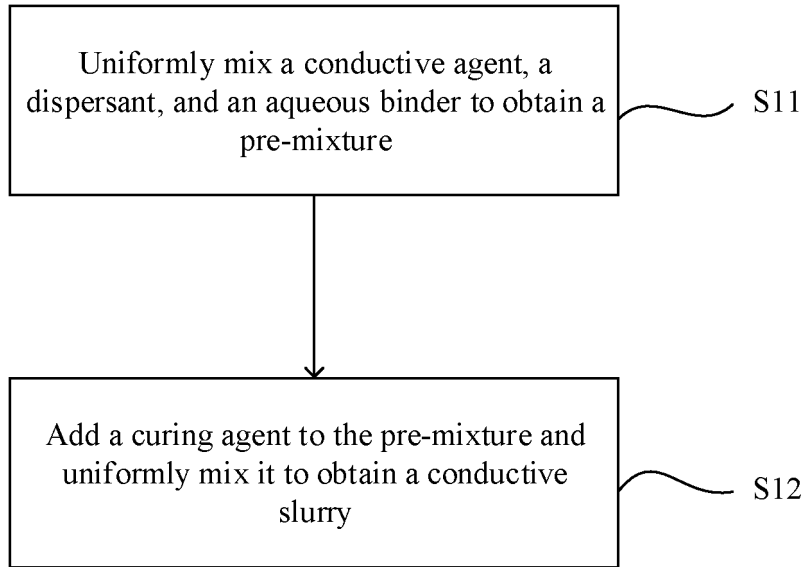 Uniformly mix a conductive agent, a
dispersant, and an aqueous binder to obtain a
pre-mixture
S11
Add a curing agent to the pre-mixture and
uniformly mix it to obtain a conductive
slurry
S12